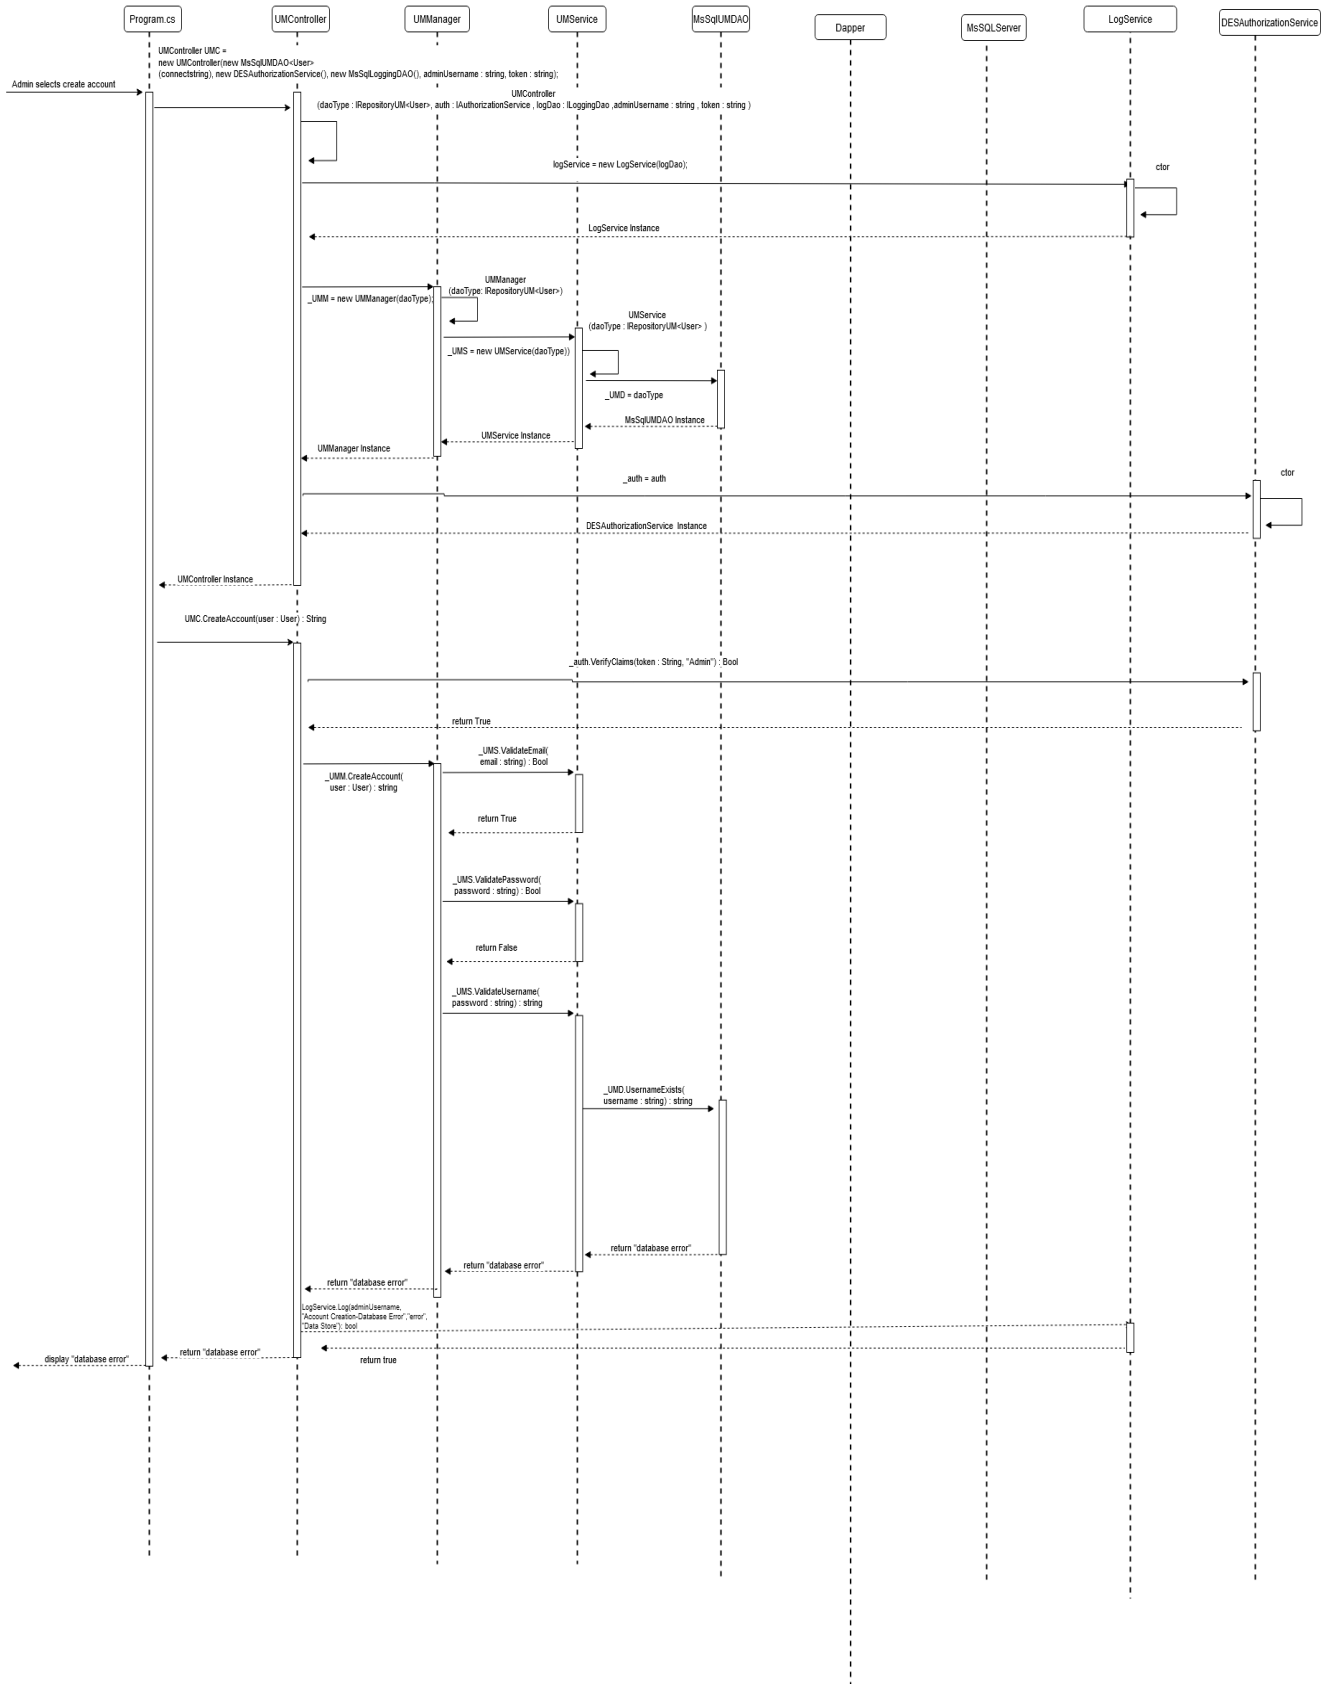 Program.cs
UMController
UMManager
UMService
MsSqlUMDAO
Dapper
MsSQLServer
LogService
DESAuthorizationService
UMController UMC =
new UMController(new MsSqlUMDAO<User>
(connectstring), new DESAuthorizationService(), new MsSqlLoggingDAO(), adminUsername : string, token : string);
Admin selects create account
UMController
(daoType : IRepositoryUM<User>, auth : IAuthorizationService , logDao : ILoggingDao ,adminUsername : string , token : string )
logService = new LogService(logDao);
ctor
LogService Instance
UMManager
(daoType: IRepositoryUM<User>)
_UMM = new UMManager(daoType);
UMService
(daoType : IRepositoryUM<User> )
_UMS = new UMService(daoType))
_UMD = daoType
MsSqlUMDAO Instance
UMService Instance
UMManager Instance
_auth = auth
ctor
DESAuthorizationService  Instance
UMController Instance
UMC.CreateAccount(user : User) : String
_auth.VerifyClaims(token : String, "Admin") : Bool
return True
_UMS.ValidateEmail(
email : string) : Bool
_UMM.CreateAccount(
user : User) : string
return True
_UMS.ValidatePassword(
password : string) : Bool
return False
_UMS.ValidateUsername(
password : string) : string
_UMD.UsernameExists(
username : string) : string
return "database error"
return "database error"
return "database error"
LogService.Log(adminUsername,
"Account Creation-Database Error","error",
"Data Store"): bool
return "database error"
display "database error"
return true